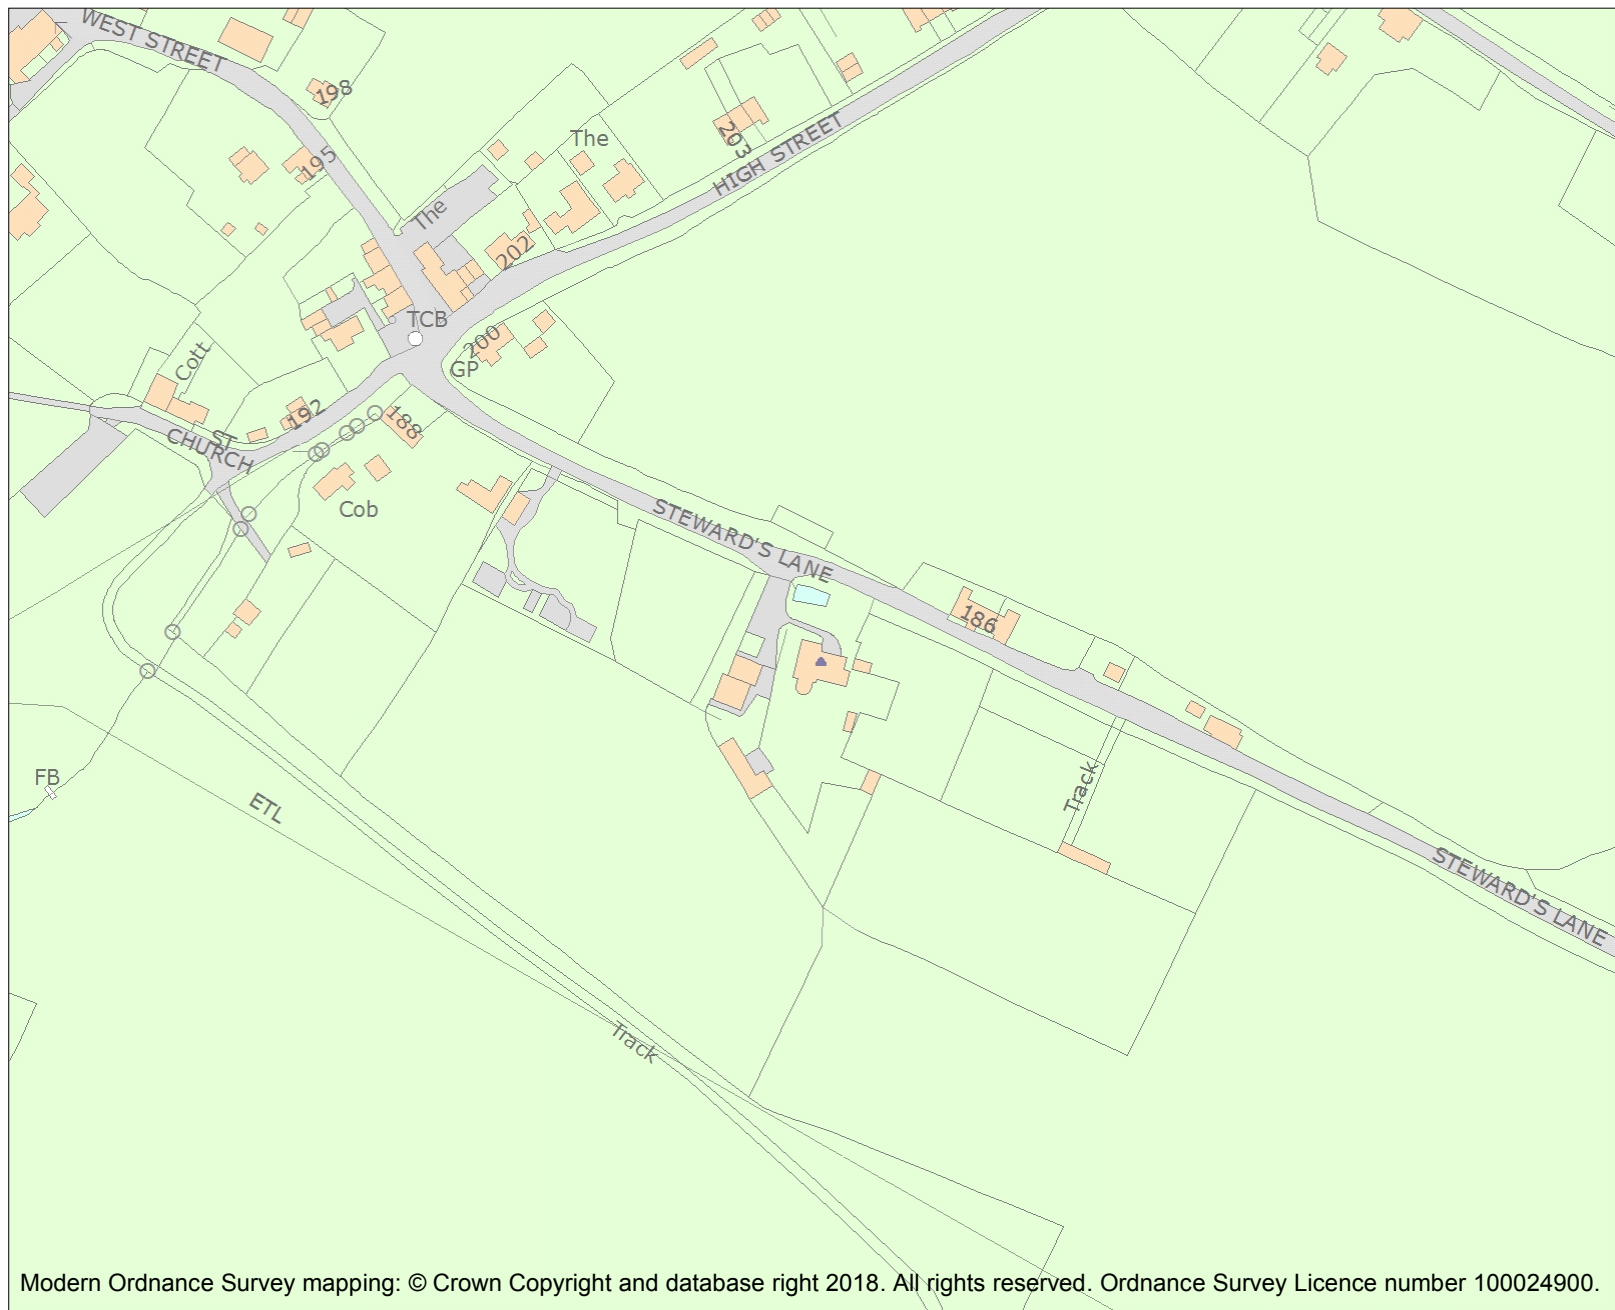 WEST STREET
198
The
203
HIGH STREET
195
The
202
TCB
200
GP
Cott
192
188
CHURCH
ST
Cob
STEWARD'S LANE
186
Track
FB
ETL
STEWARD'S LANE
Track
Modern Ordnance Survey mapping: © Crown Copyright and database right 2018. All rights reserved. Ordnance Survey Licence number 100024900.